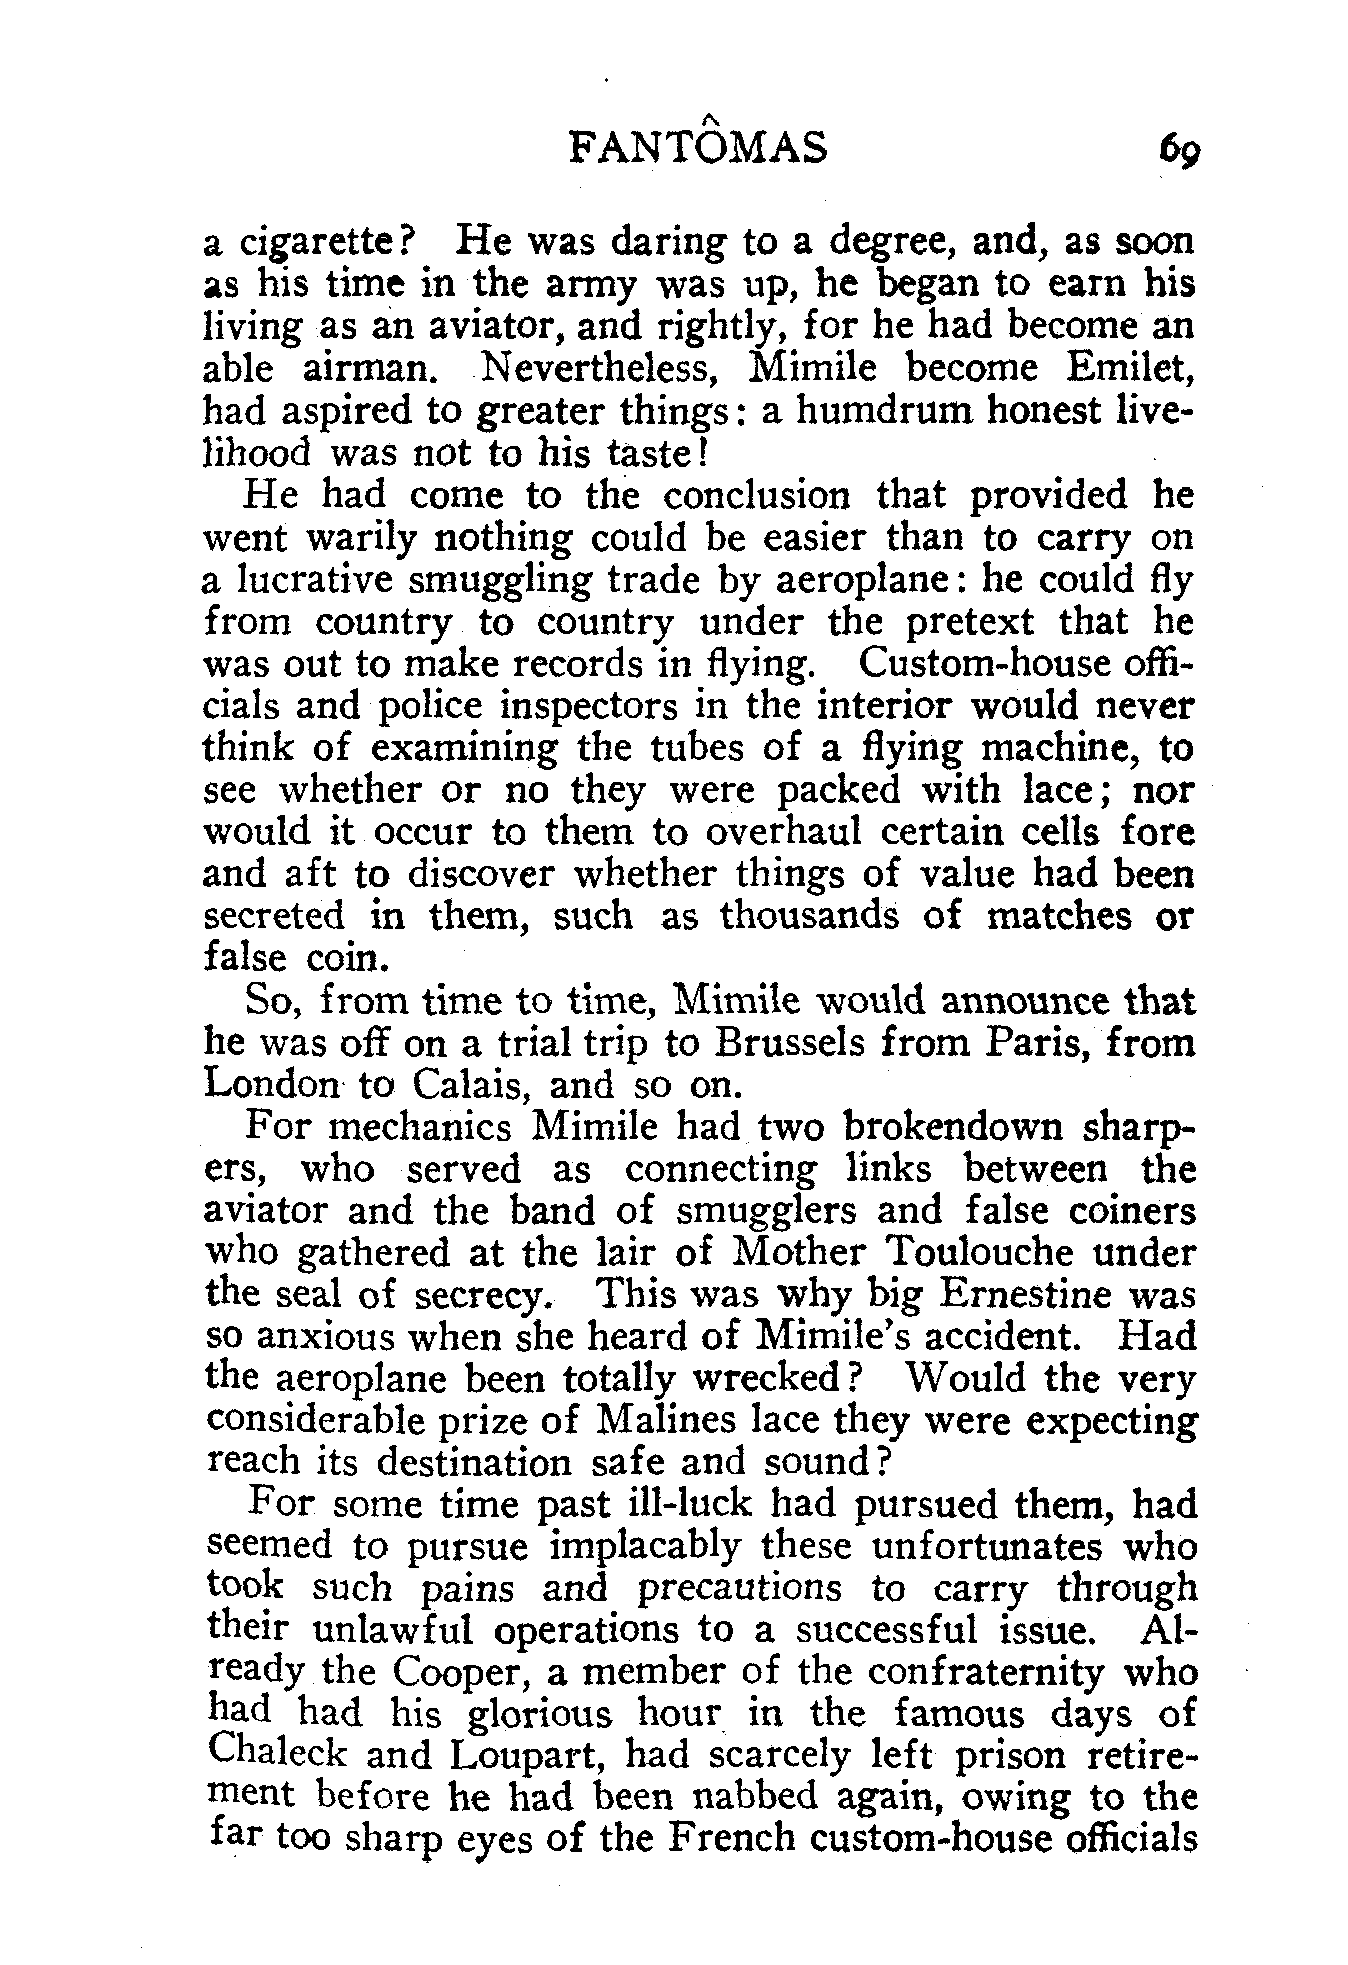 FANTÔMAS 69
a cigarette? He was daring to a degree, and, as soon
as his time in the army was up, he began to earn his
living as an aviator, and rightly, for he had become an
able airman. Nevertheless, Mimile become Emilet,
had aspired to greater things: a humdrum honest live-
lihood was not to his taste!
He had come to the conclusion that provided he
went warily nothing could be easier than to carry on
a lucrative smuggling trade by aeroplane: he could fly
from country to country under the pretext that he
was out to make records in flying. Custom-house offi-
cials and police inspectors in the interior would never
think of examining the tubes of a flying machine, to
see whether or no they were packed with lace; nor
would it occur to them to overhaul certain cells fore
and aft to discover whether things of value had been
secreted in them, such as thousands of matches or
false coin.
So, from time to time, Mimile would announce that
he was off on a trial trip to Brussels from Paris, from
London to Calais, and so on.
For mechanics Mimile had two brokendown sharp-
ers, who served as connecting links between the
aviator and the band of smugglers and false coiners
who gathered at the lair of Mother Toulouche under
the seal of secrecy. This was why big Ernestine was
so anxious when she heard of Mimile's accident. Had
the aeroplane been totally wrecked? Would the very
considerable prize of Malines lace they were expecting
reach its destination safe and sound?
For some time past ill-luck had pursued them, had
seemed to pursue implacably these unfortunates who
took such pains and precautions to carry through
their unlawful operations to a successful issue. Al-
ready the Cooper, a member of the confraternity who
had had his glorious hour in the famous days of
Chaleck and Loupart, had scarcely left prison retire-
ment before he had been nabbed again, owing to the
far too sharp eyes of the French custom-house officials